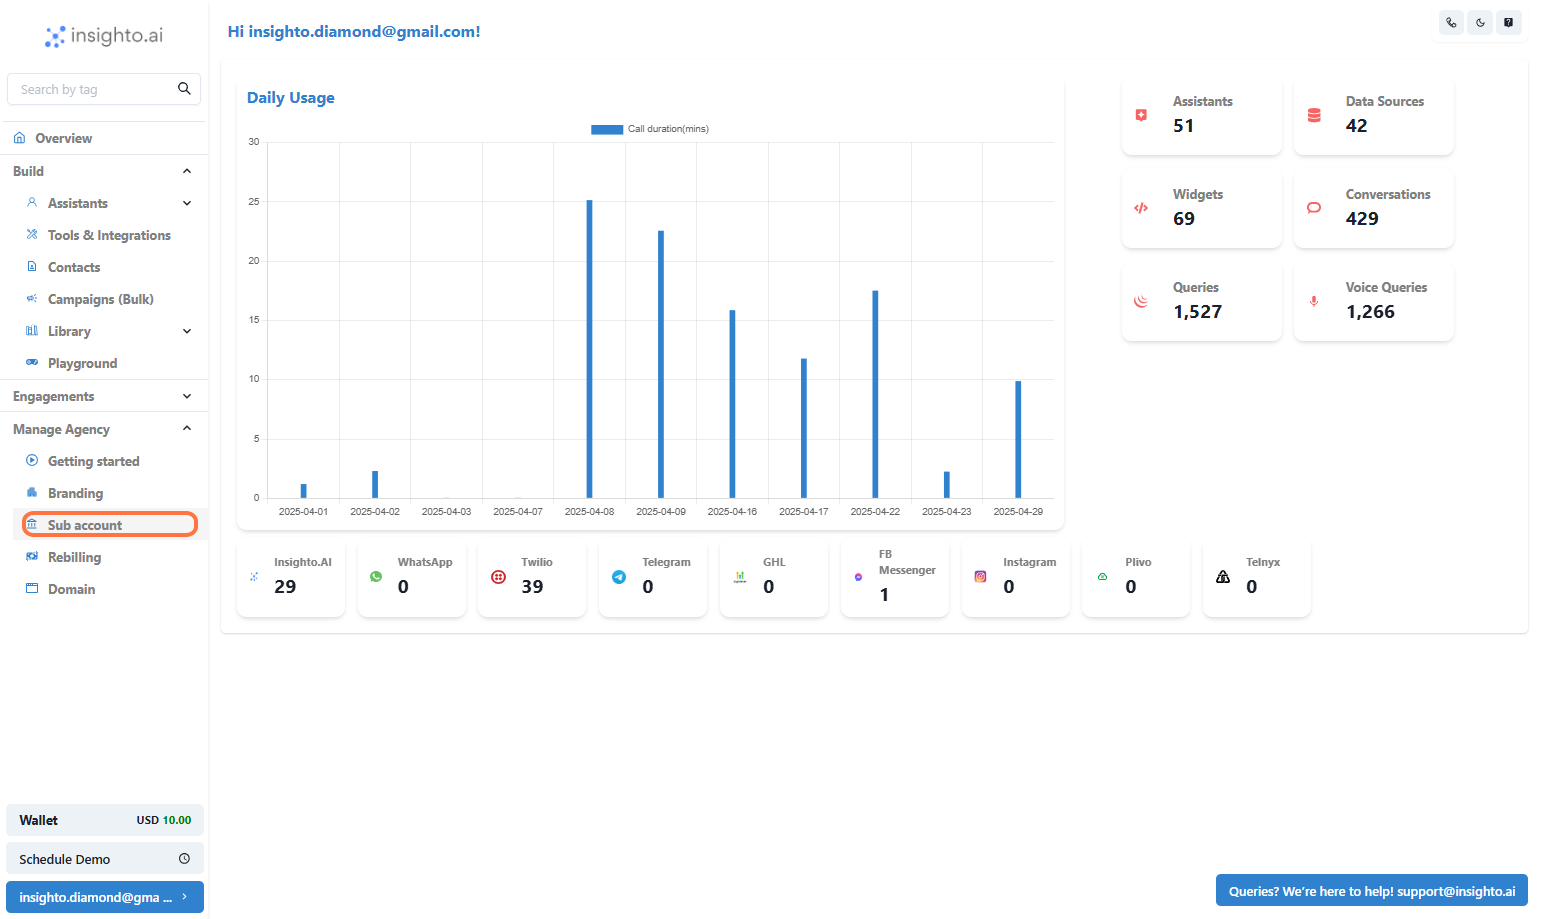 insighto.ai
Search by tag
Overview
Build
Assistants
Tools & Integrations
Contacts
Campaigns (Bulk)
Library
Playground
Engagements
Manage Agency
Getting started
Branding
Sub account
Rebilling
Domain
Wallet USD 10.00
Schedule Demo
insighto.diamond@gma ...
Hi insighto.diamond@gmail.com!
Daily Usage
Call duration(mins)
30
25
20
15
10
5
0
2025-04-01 2025-04-02 2025-04-03 2025-04-07 2025-04-08 2025-04-09 2025-04-16 2025-04-17 2025-04-22 2025-04-23 2025-04-29
Assistants
51
Data Sources
42
Widgets
69
Conversations
429
Queries
1,527
Voice Queries
1,266
Insighto.AI
29
WhatsApp
0
Twilio
39
Telegram
0
GHL
0
FB
Messenger
1
Instagram
0
Plivo
0
Telnyx
0
Queries? We're here to help! support@insighto.ai